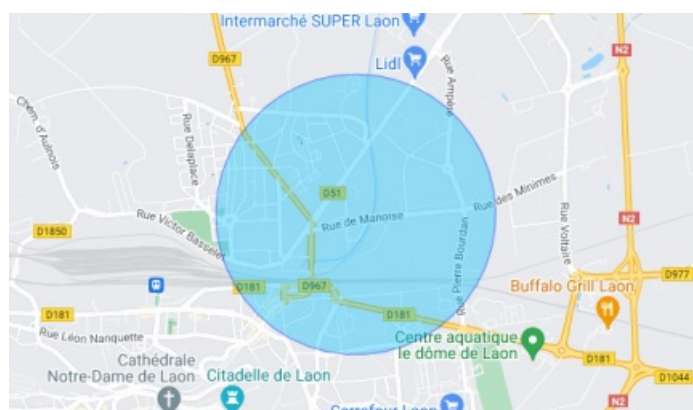 Intermarché SUPER Laon
N2
D967
Lidl
Rue Ampère
Chem. d'Aulnois
Rue Delaplace
D51
Rue des Minimes
Rue de Manoise
Rue Victor Basselet
N2
D1850
Rue Voltaire
Rue Pierre Bourdan
D977
D181
D967
Buffalo Grill Laon
D181
D181
Rue Léon Nanquette
Centre aquatique
le dôme de Laon
D181
Cathédrale
Notre-Dame de Laon
Citadelle de Laon
D1044
N2
Carrefour Laon